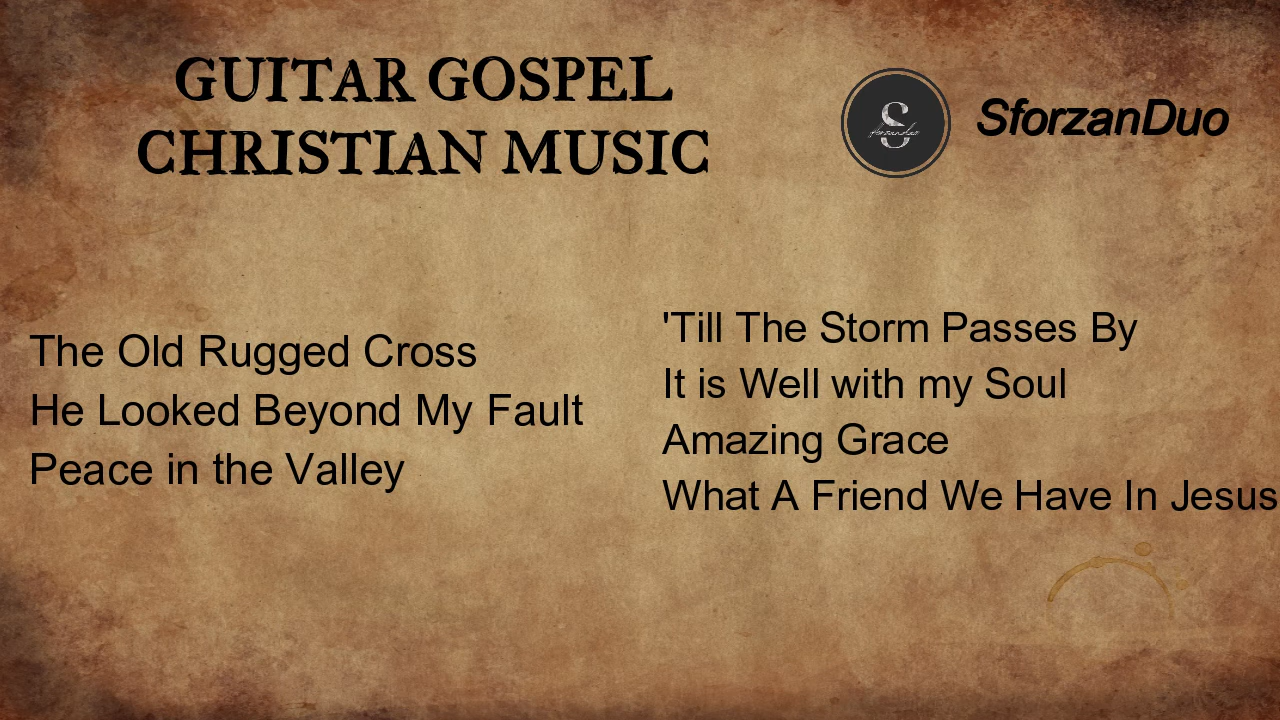 GUITAR GOSPEL
CHRISTIAN MUSIC
S
SforzanDuo
The Old Rugged Cross
He Looked Beyond My Fault
Peace in the Valley
'Till The Storm Passes By
It is Well with my Soul
Amazing Grace
What A Friend We Have In Jesus